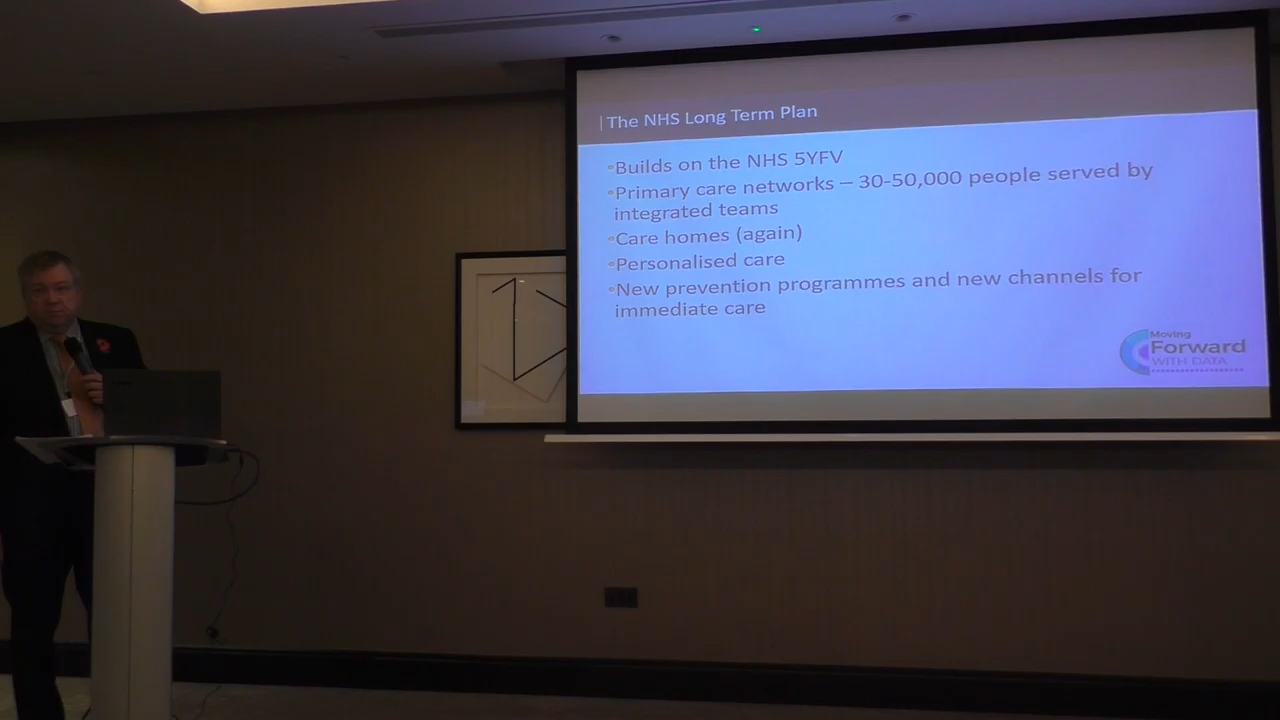 The NHS Long Term Plan
•Builds on the NHS 5YFV
•Primary care networks – 30-50,000 people served by
integrated teams
•Care homes (again)
•Personalised care
•New prevention programmes and new channels for
immediate care
Moving
Forward
WITH DATA